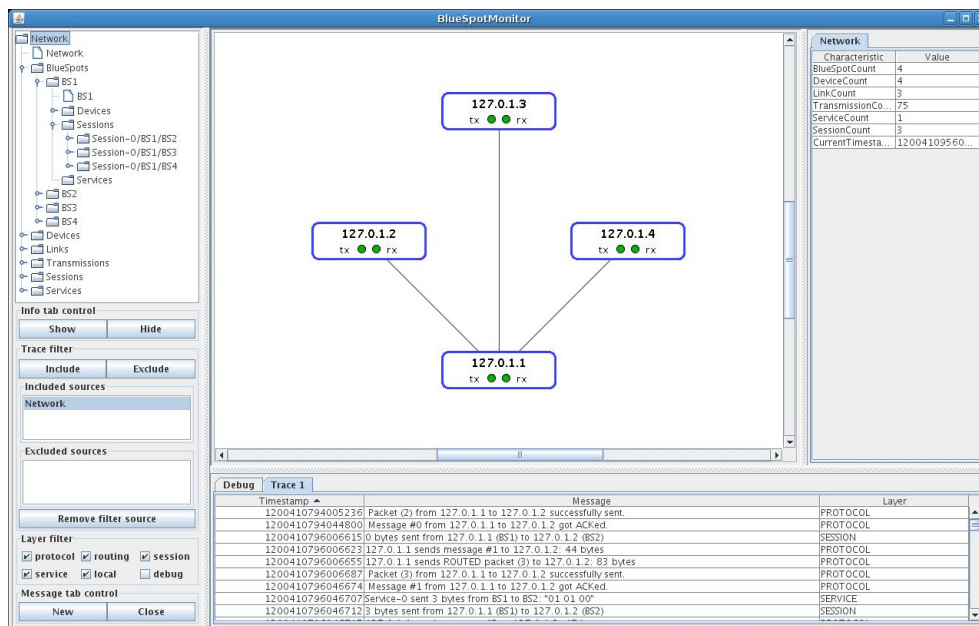 BlueSpotMonitor
Network
Network
BlueSpots
BS1
BS1
Devices
Sessions
Session-0/BS1/BS2
Session-0/BS1/BS3
Session-0/BS1/BS4
Services
BS2
BS3
BS4
Devices
Links
Transmissions
Sessions
Services
Info tab control
Show Hide
Trace filter
Include Exclude
Included sources
Network
Excluded sources
Remove filter source
Layer filter
protocol routing session
service local debug
Message tab control
New Close
127.0.1.3
tx rx
127.0.1.2
tx rx
127.0.1.4
tx rx
127.0.1.1
tx rx
Network
Characteristic Value
BlueSpotCount 4
DeviceCount 4
LinkCount 3
TransmissionCo... 75
ServiceCount 1
SessionCount 3
CurrentTimesta... 12004109560...
Debug Trace 1
Timestamp Message Layer
1200410794005236 Packet (2) from 127.0.1.1 to 127.0.1.2 successfully sent. PROTOCOL
1200410794044800 Message #0 from 127.0.1.1 to 127.0.1.2 got ACKed. PROTOCOL
1200410796006615 0 bytes sent from 127.0.1.1 (BS1) to 127.0.1.2 (BS2) SESSION
1200410796006623 127.0.1.1 sends message #1 to 127.0.1.2: 44 bytes PROTOCOL
1200410796006655 127.0.1.1 sends ROUTED packet (3) to 127.0.1.2: 83 bytes PROTOCOL
1200410796006687 Packet (3) from 127.0.1.1 to 127.0.1.2 successfully sent. PROTOCOL
1200410796046674 Message #1 from 127.0.1.1 to 127.0.1.2 got ACKed. PROTOCOL
1200410796046707 Service-0 sent 3 bytes from BS1 to BS2: "01 01 00" SERVICE
1200410796046712 3 bytes sent from 127.0.1.1 (BS1) to 127.0.1.2 (BS2) SESSION